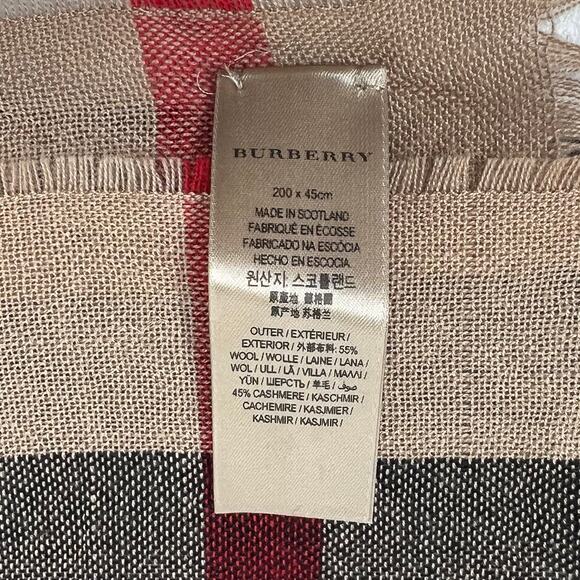 BURBERRY
200 x 45cm
MADE IN SCOTLAND
FABRIQUÉ EN ÉCOSSE
FABRICADO NA ESCÓCIA
HECHO EN ESCOCIA
원산지. 스코틀랜드
原產地. 蘇格蘭
原产地 苏格兰
OUTER / EXTÉRIEUR /
EXTERIOR / 外部布料: 55%
WOOL / WOLLE / LAINE / LANA /
WOL / ULL / LÃ / VILLA / ΜΑΛΛΙ /
YÜN / ШЕРСТЬ / 羊毛 / صوف /
45% CASHMERE / KASCHMIR /
CACHEMIRE / KASJMIER /
KASHMIR / KASJMIR /